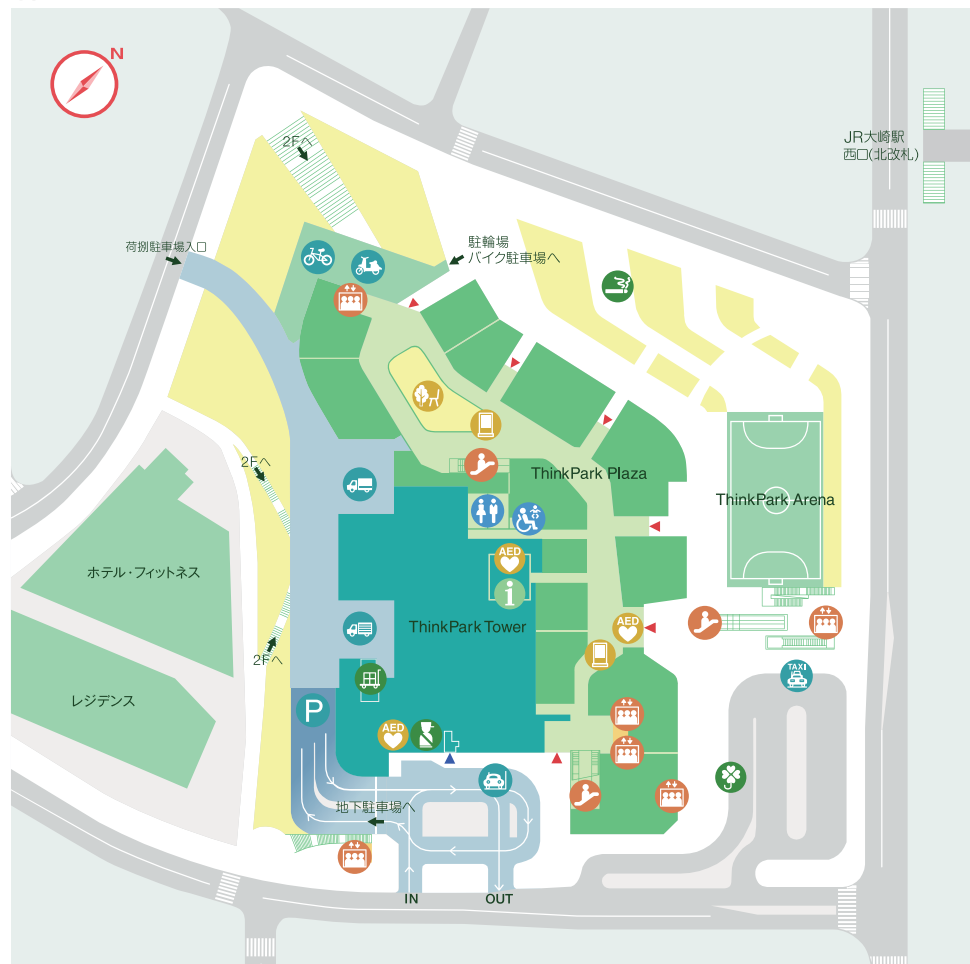 N
JR大崎駅
西口(北改札)
2Fへ
荷捌駐車場入口
駐輪場
バイク駐車場へ
ThinkPark Plaza
2Fへ
ThinkPark Arena
AED
i
ホテル・フィットネス
AED
ThinkPark Tower
2Fへ
TAXI
レジデンス
P
AED
地下駐車場へ
IN
OUT